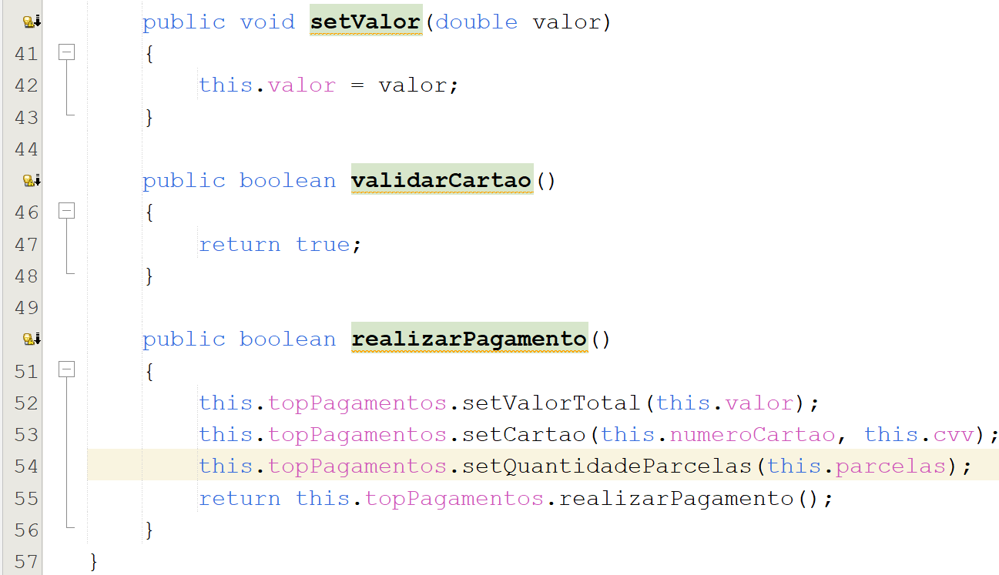 public void setValor(double valor)
41 {
42 this.valor = valor;
43 }
44
public boolean validarCartao()
46 {
47 return true;
48 }
49
public boolean realizarPagamento()
51 {
52 this.topPagamentos.setValorTotal(this.valor);
53 this.topPagamentos.setCartao(this.numeroCartao, this.cvv);
54 this.topPagamentos.setQuantidadeParcelas(this.parcelas);
55 return this.topPagamentos.realizarPagamento();
56 }
57 }